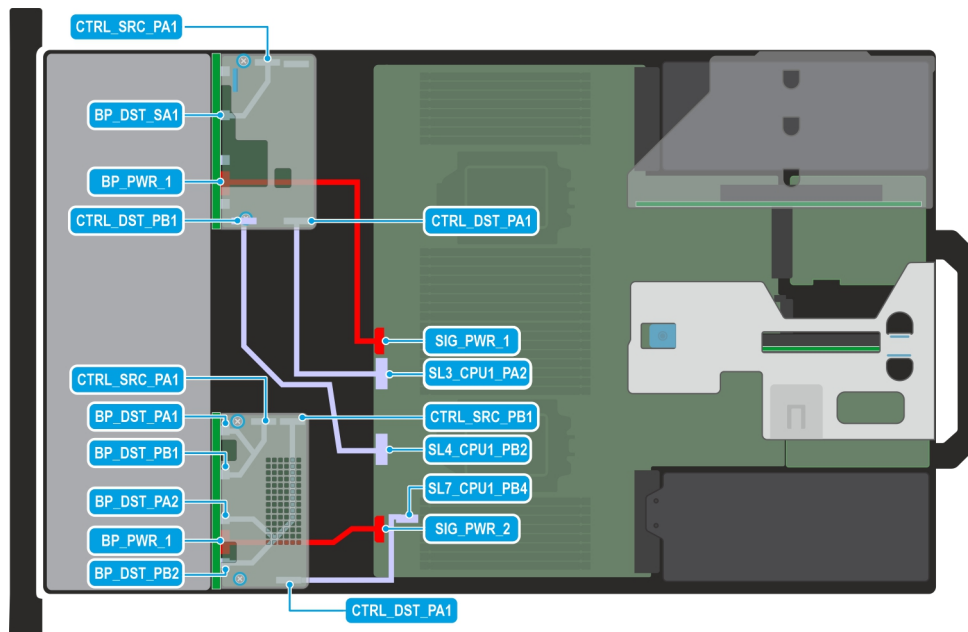 CTRL_SRC_PA1
BP_DST_SA1
BP_PWR_1
CTRL_DST_PB1
CTRL_DST_PA1
SIG_PWR_1
SL3_CPU1_PA2
CTRL_SRC_PA1
BP_DST_PA1
CTRL_SRC_PB1
BP_DST_PB1
SL4_CPU1_PB2
SL7_CPU1_PB4
BP_DST_PA2
SIG_PWR_2
BP_PWR_1
BP_DST_PB2
CTRL_DST_PA1